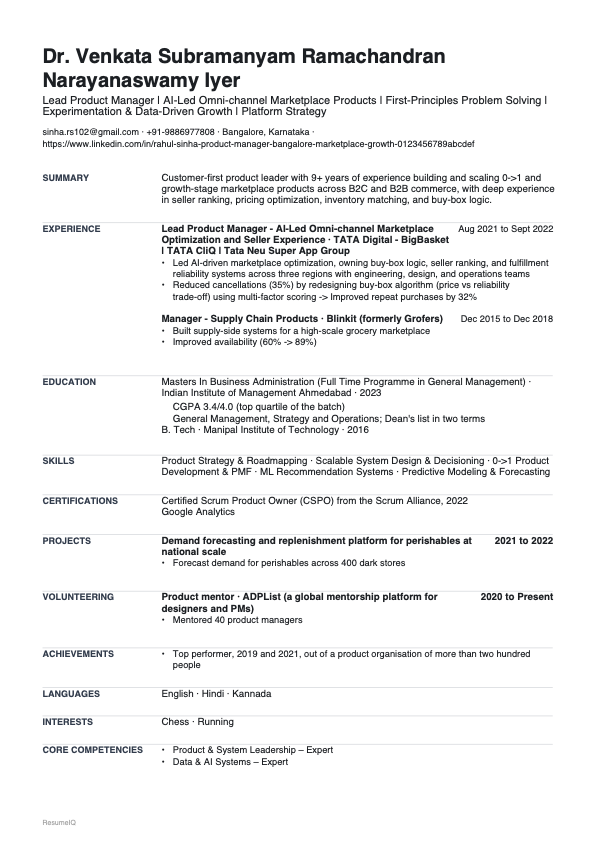 Dr. Venkata Subramanyam Ramachandran
Narayanaswamy Iyer
Lead Product Manager | AI-Led Omni-channel Marketplace Products | First-Principles Problem Solving |
Experimentation & Data-Driven Growth | Platform Strategy
sinha.rs102@gmail.com · +91-9886977808 · Bangalore, Karnataka ·
https://www.linkedin.com/in/rahul-sinha-product-manager-bangalore-marketplace-growth-0123456789abcdef
SUMMARY
Customer-first product leader with 9+ years of experience building and scaling 0->1 and
growth-stage marketplace products across B2C and B2B commerce, with deep experience
in seller ranking, pricing optimization, inventory matching, and buy-box logic.
EXPERIENCE
Lead Product Manager - AI-Led Omni-channel Marketplace Aug 2021 to Sept 2022
Optimization and Seller Experience · TATA Digital - BigBasket
| TATA CliQ | Tata Neu Super App Group
• Led AI-driven marketplace optimization, owning buy-box logic, seller ranking, and fulfillment
reliability systems across three regions with engineering, design, and operations teams
• Reduced cancellations (35%) by redesigning buy-box algorithm (price vs reliability
trade-off) using multi-factor scoring -> Improved repeat purchases by 32%
Manager - Supply Chain Products · Blinkit (formerly Grofers) Dec 2015 to Dec 2018
• Built supply-side systems for a high-scale grocery marketplace
• Improved availability (60% -> 89%)
EDUCATION
Masters In Business Administration (Full Time Programme in General Management) ·
Indian Institute of Management Ahmedabad · 2023
CGPA 3.4/4.0 (top quartile of the batch)
General Management, Strategy and Operations; Dean's list in two terms
B. Tech · Manipal Institute of Technology · 2016
SKILLS
Product Strategy & Roadmapping · Scalable System Design & Decisioning · 0->1 Product
Development & PMF · ML Recommendation Systems · Predictive Modeling & Forecasting
CERTIFICATIONS
Certified Scrum Product Owner (CSPO) from the Scrum Alliance, 2022
Google Analytics
PROJECTS
Demand forecasting and replenishment platform for perishables at 2021 to 2022
national scale
• Forecast demand for perishables across 400 dark stores
VOLUNTEERING
Product mentor · ADPList (a global mentorship platform for 2020 to Present
designers and PMs)
• Mentored 40 product managers
ACHIEVEMENTS
• Top performer, 2019 and 2021, out of a product organisation of more than two hundred
people
LANGUAGES
English · Hindi · Kannada
INTERESTS
Chess · Running
CORE COMPETENCIES
• Product & System Leadership – Expert
• Data & AI Systems – Expert
ResumeIQ